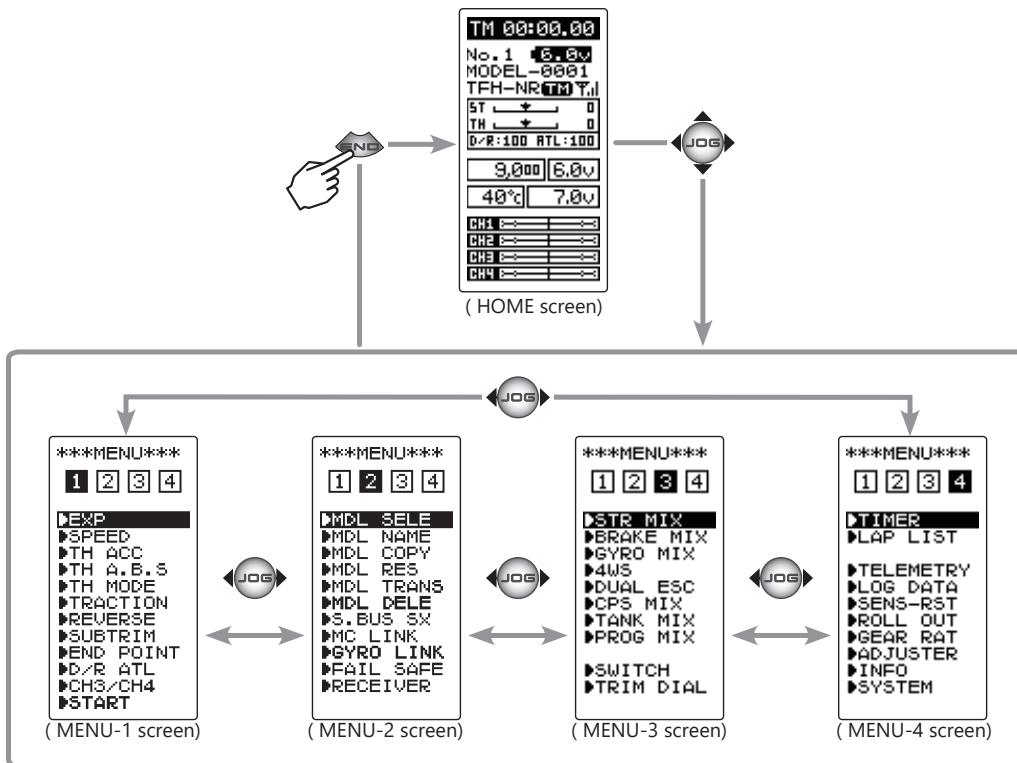 TM 00:00.00
No.1 6.0v
MODEL-0001
TFH-NR TM
ST 0
TH 0
D/R:100 ATL:100
9,000 6.0v
40°c 7.0v
CH1
CH2
CH3
CH4
( HOME screen)
END
JOG
JOG
***MENU***
1 2 3 4
EXP
SPEED
TH ACC
TH A.B.S
TH MODE
TRACTION
REVERSE
SUBTRIM
END POINT
D/R ATL
CH3/CH4
START
( MENU-1 screen)
JOG
***MENU***
1 2 3 4
MDL SELE
MDL NAME
MDL COPY
MDL RES
MDL TRANS
MDL DELE
S.BUS SX
MC LINK
GYRO LINK
FAIL SAFE
RECEIVER
( MENU-2 screen)
JOG
***MENU***
1 2 3 4
STR MIX
BRAKE MIX
GYRO MIX
4WS
DUAL ESC
CPS MIX
TANK MIX
PROG MIX
SWITCH
TRIM DIAL
( MENU-3 screen)
JOG
***MENU***
1 2 3 4
TIMER
LAP LIST
TELEMETRY
LOG DATA
SENS-RST
ROLL OUT
GEAR RAT
ADJUSTER
INFO
SYSTEM
( MENU-4 screen)